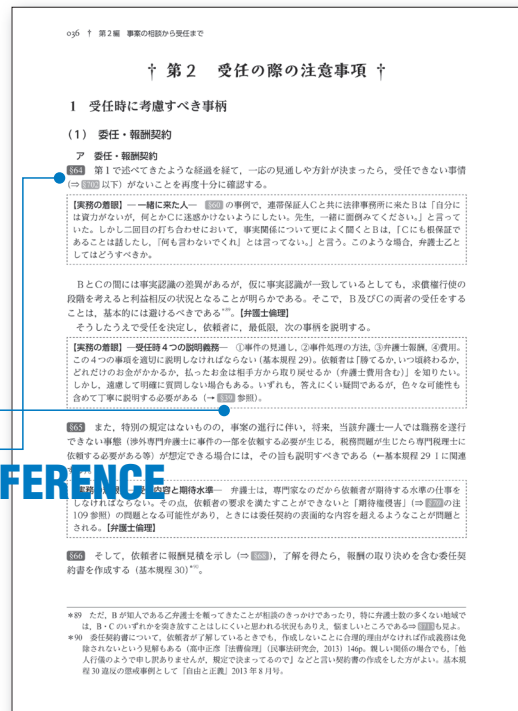 036 † 第2編 事案の相談から受任まで
† 第2 受任の際の注意事項 †
1 受任時に考慮すべき事柄
(1) 委任・報酬契約
ア 委任・報酬契約
§64 第1で述べてきたような経過を経て,一応の見通しや方針が決まったら,受任できない事情
(⇒§102以下)がないことを再度十分に確認する。
【実務の着眼】―一緒に来た人― §60の事例で,連帯保証人Cと共に法律事務所に来たBは「自分に
は資力がないが,何とかCに迷惑かけないようにしたい。先生,一緒に面倒みてください。」と言って
いた。しかし二回目の打ち合わせにおいて,事実関係について更によく聞くとBは,「Cにも根保証で
あることは話したし,『何も言わないでくれ』とは言ってない。」と言う。このような場合,弁護士乙と
してはどうすべきか。
BとCの間には事実認識の差異があるが,仮に事実認識が一致しているとしても,求償権行使の
段階を考えると利益相反の状況となることが明らかである。そこで,B及びCの両者の受任をする
ことは,基本的には避けるべきである*89。【弁護士倫理】
そうしたうえで受任を決定し,依頼者に,最低限,次の事柄を説明する。
【実務の着眼】―受任時4つの説明義務― ①事件の見通し,②事件処理の方法,③弁護士報酬,④費用。
この4つの事項を適切に説明しなければならない(基本規程29)。依頼者は「勝てるか,いつ頃終わるか,
どれだけのお金がかかるか,払ったお金は相手方から取り戻せるか(弁護士費用含む)」を知りたい。
しかし,遠慮して明確に質問しない場合もある。いずれも,答えにくい疑問であるが,色々な可能性も
含めて丁寧に説明する必要がある(→§39参照)。
§65 また,特別の規定はないものの,事案の進行に伴い,将来,当該弁護士一人では職務を遂行
できない事態(渉外専門弁護士に事件の一部を依頼する必要が生じる,税務問題が生じたら専門税理士に
依頼する必要がある等)が想定できる場合には,その旨も説明すべきである(←基本規程29 1に関連
FERENCE
内容と期待水準― 弁護士は,専門家なのだから依頼者が期待する水準の仕事を
しなければならない。その点,依頼者の要求を満たすことができないと「期待権侵害」(⇒の注
109参照)の問題となる可能性があり,ときには委任契約の表面的な内容を超えるようなことが問題と
される。【弁護士倫理】
§66 そして,依頼者に報酬見積を示し(⇒§68),了解を得たら,報酬の取り決めを含む委任契
約書を作成する(基本規程30)*90。
*89 ただ,Bが知人である乙弁護士を頼ってきたことが相談のきっかけであったり,特に弁護士数の多くない地域で
は,B・Cのいずれかを突き放すことはしにくいと思われる状況もありえ,悩ましいところである⇒§713も見よ。
*90 委任契約書について,依頼者が了解しているときでも,作成しないことに合理的理由がなければ作成義務は免
除されないという見解もある(高中正彦『法曹倫理』(民事法研究会,2013)146p。親しい関係の場合でも,「他
人行儀のようで申し訳ありませんが,規定で決まってるので」などと言い契約書の作成をした方がよい。基本規
程30違反の懲戒事例として『自由と正義』2013年8月号。